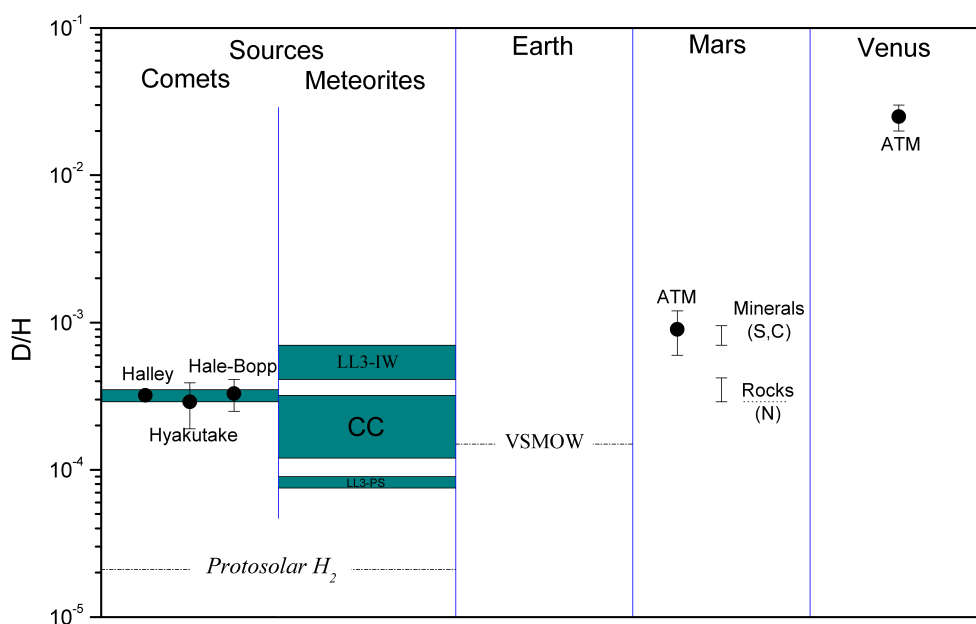 Sources
Earth
Mars
Venus
Comets
Meteorites
D/H
10⁻¹
10⁻²
10⁻³
10⁻⁴
10⁻⁵
Halley
Hale-Bopp
Hyakutake
LL3-IW
CC
LL3-PS
Protosolar H₂
VSMOW
ATM
Minerals
(S,C)
Rocks
(N)
ATM